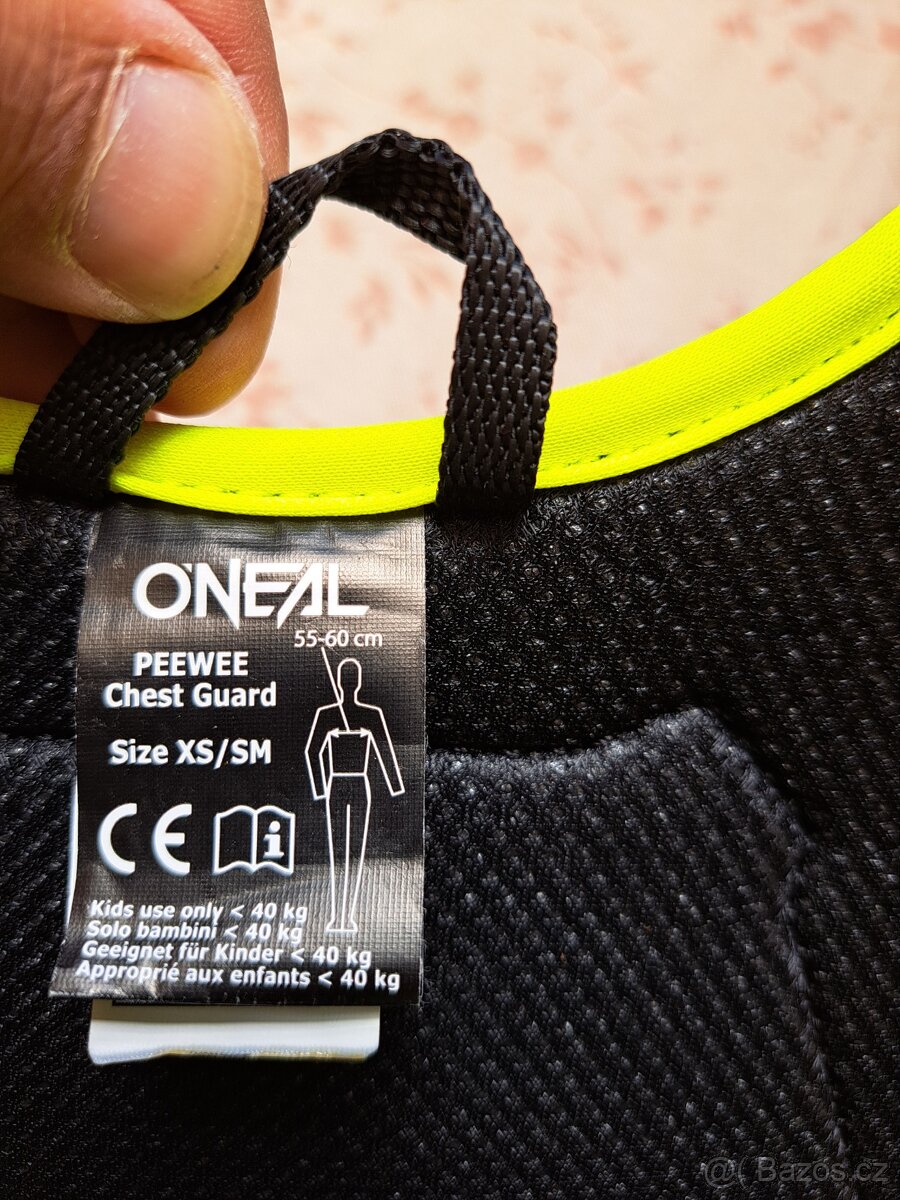 O'NEAL
55-60 cm
PEEWEE
Chest Guard
Size XS/SM
CE
i
Kids use only < 40 kg
Solo bambini < 40 kg
Geeignet für Kinder < 40 kg
Approprié aux enfants < 40 kg
@( Bazoš.cz